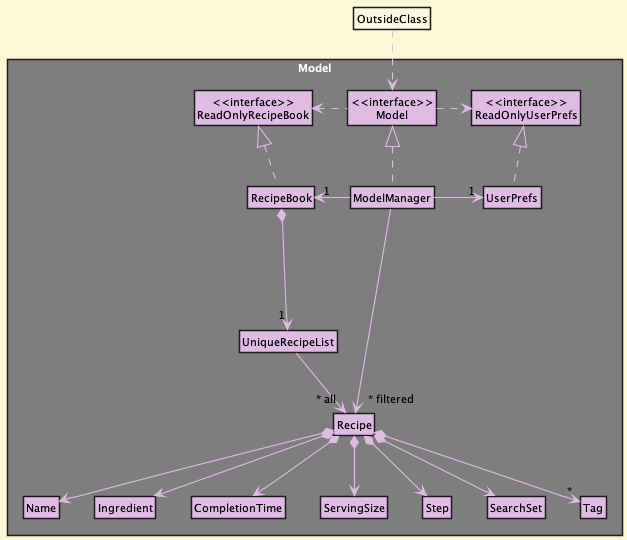 OutsideClass
Model
<<interface>>
ReadOnlyRecipeBook
<<interface>>
Model
<<interface>>
ReadOnlyUserPrefs
RecipeBook
1
ModelManager
1
UserPrefs
1
UniqueRecipeList
* all
* filtered
Recipe
*
Name
Ingredient
CompletionTime
ServingSize
Step
SearchSet
Tag